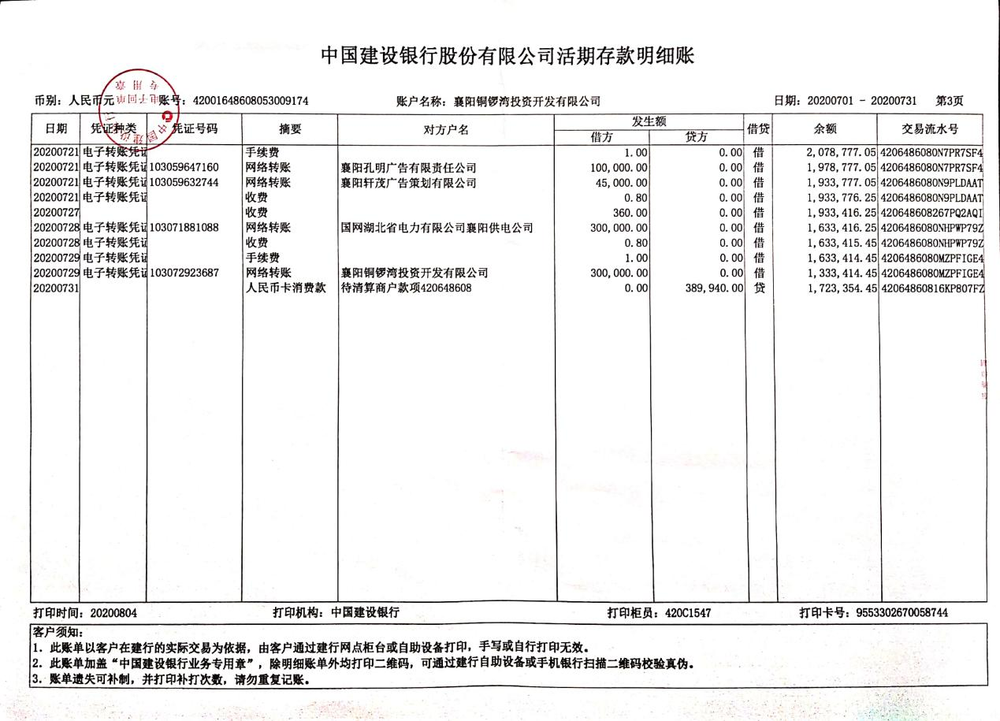 中国建设银行股份有限公司活期存款明细账
币别：人民币元 账号：42001648608053009174 账户名称：襄阳铜锣湾投资开发有限公司 日期：20200701 - 20200731 第3页
日期 凭证种类 凭证号码 摘要 对方户名 发生额 借贷 余额 交易流水号
借方 贷方
20200721 电子转账凭证 手续费 1.00 0.00 借 2,078,777.05 4206486080N7PR7SF4
20200721 电子转账凭证 103059647160 网络转账 襄阳孔明广告有限责任公司 100,000.00 0.00 借 1,978,777.05 4206486080N7PR7SF4
20200721 电子转账凭证 103059632744 网络转账 襄阳轩茂广告策划有限公司 45,000.00 0.00 借 1,933,777.05 4206486080N9PLDAAT
20200721 电子转账凭证 收费 0.80 0.00 借 1,933,776.25 4206486080N9PLDAAT
20200727 收费 360.00 0.00 借 1,933,416.25 420648608267PQ2AQI
20200728 电子转账凭证 103071881088 网络转账 国网湖北省电力有限公司襄阳供电公司 300,000.00 0.00 借 1,633,416.25 4206486080NHPWP79Z
20200728 电子转账凭证 收费 0.80 0.00 借 1,633,415.45 4206486080NHPWP79Z
20200729 电子转账凭证 手续费 1.00 0.00 借 1,633,414.45 4206486080MZPFIGE4
20200729 电子转账凭证 103072923687 网络转账 襄阳铜锣湾投资开发有限公司 300,000.00 0.00 借 1,333,414.45 4206486080MZPFIGE4
20200731 人民币卡消费款 待清算商户款项420648608 0.00 389,940.00 贷 1,723,354.45 42064860816KP807FZ
打印时间：20200804 打印机构：中国建设银行 打印柜员：420C1547 打印卡号：9553302670058744
客户须知：
1. 此账单以客户在建行的实际交易为依据，由客户通过建行网点柜台或自助设备打印，手写或自行打印无效。
2. 此账单加盖“中国建设银行业务专用章”，除明细账单外均打印二维码，可通过建行自助设备或手机银行扫描二维码校验真伪。
3. 账单遗失可补制，并打印补打次数，请勿重复记账。
电子回单
专用章